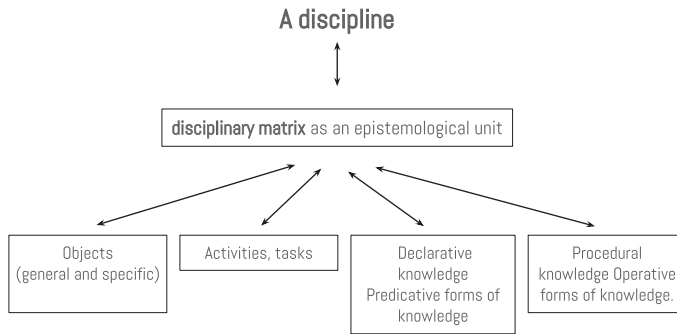 A discipline
disciplinary matrix as an epistemological unit
Objects
(general and specific)
Activities, tasks
Declarative
knowledge
Predicative forms of
knowledge
Procedural
knowledge Operative
forms of knowledge.